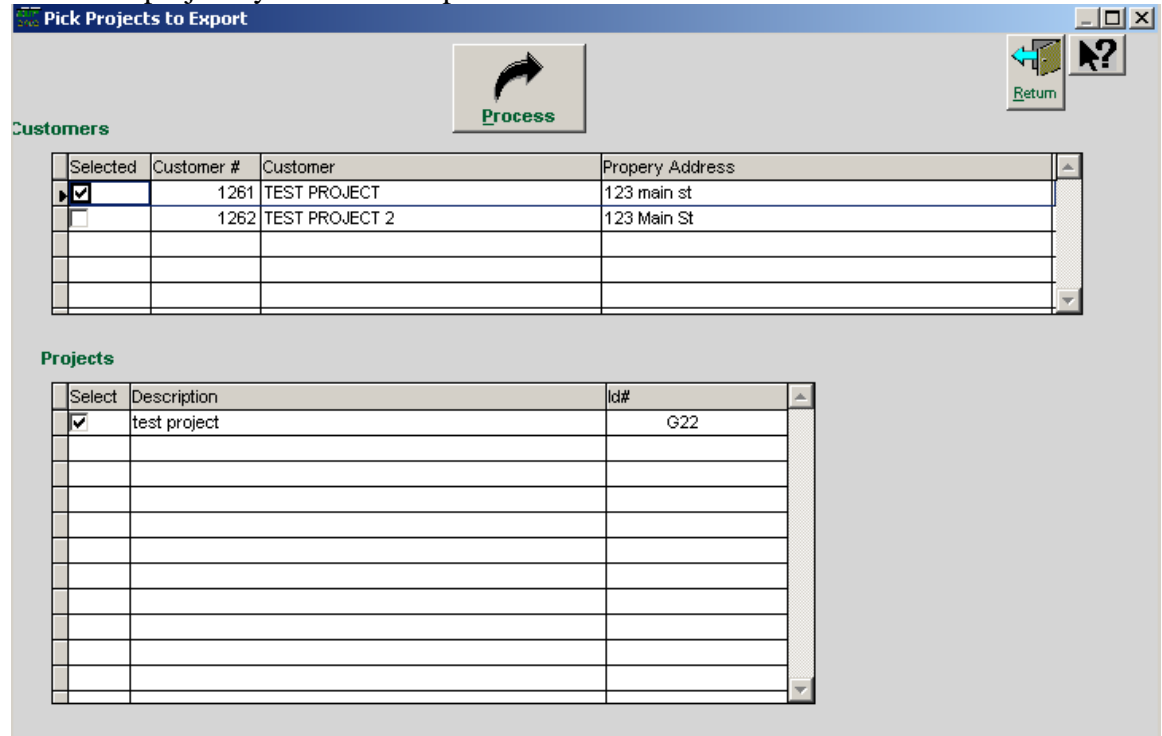 Pick Projects to Export
Return
Process
Customers
Selected Customer # Customer Propery Address
1261 TEST PROJECT 123 main st
1262 TEST PROJECT 2 123 Main St
Projects
Select Description Id#
test project G22